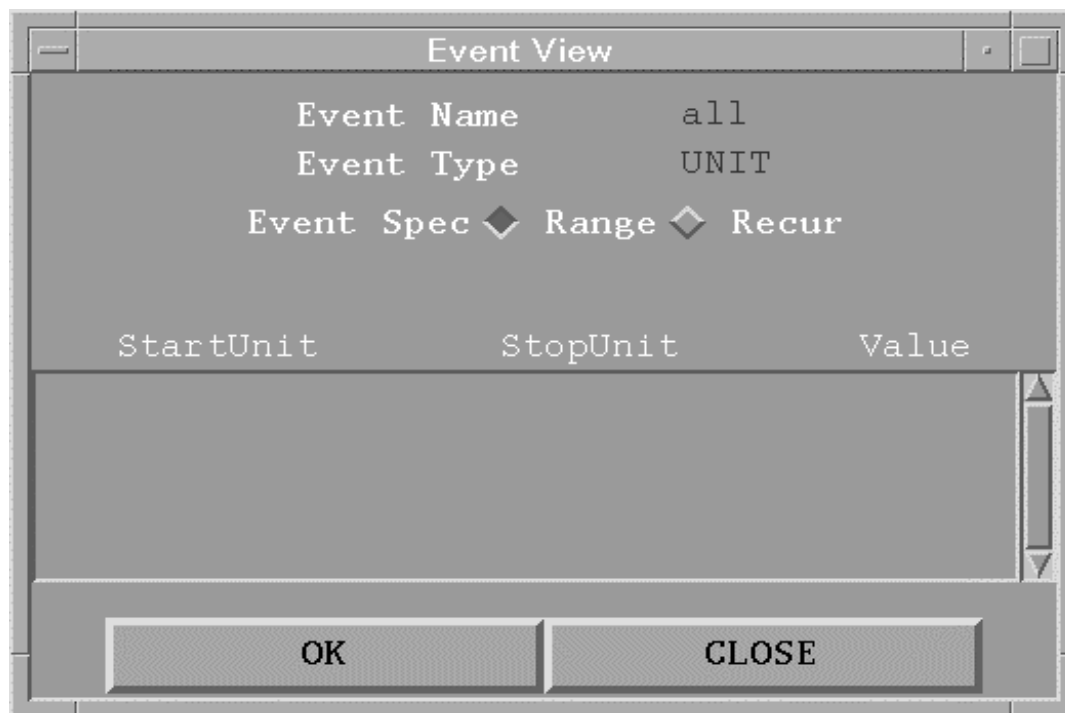 Event View
Event Name all
Event Type UNIT
Event Spec Range Recur
StartUnit StopUnit Value
OK CLOSE